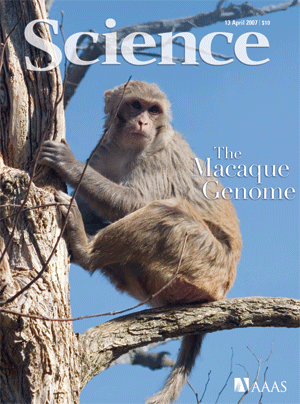 13 April 2007 | $10
Science
The
Macaque
Genome
AAAS